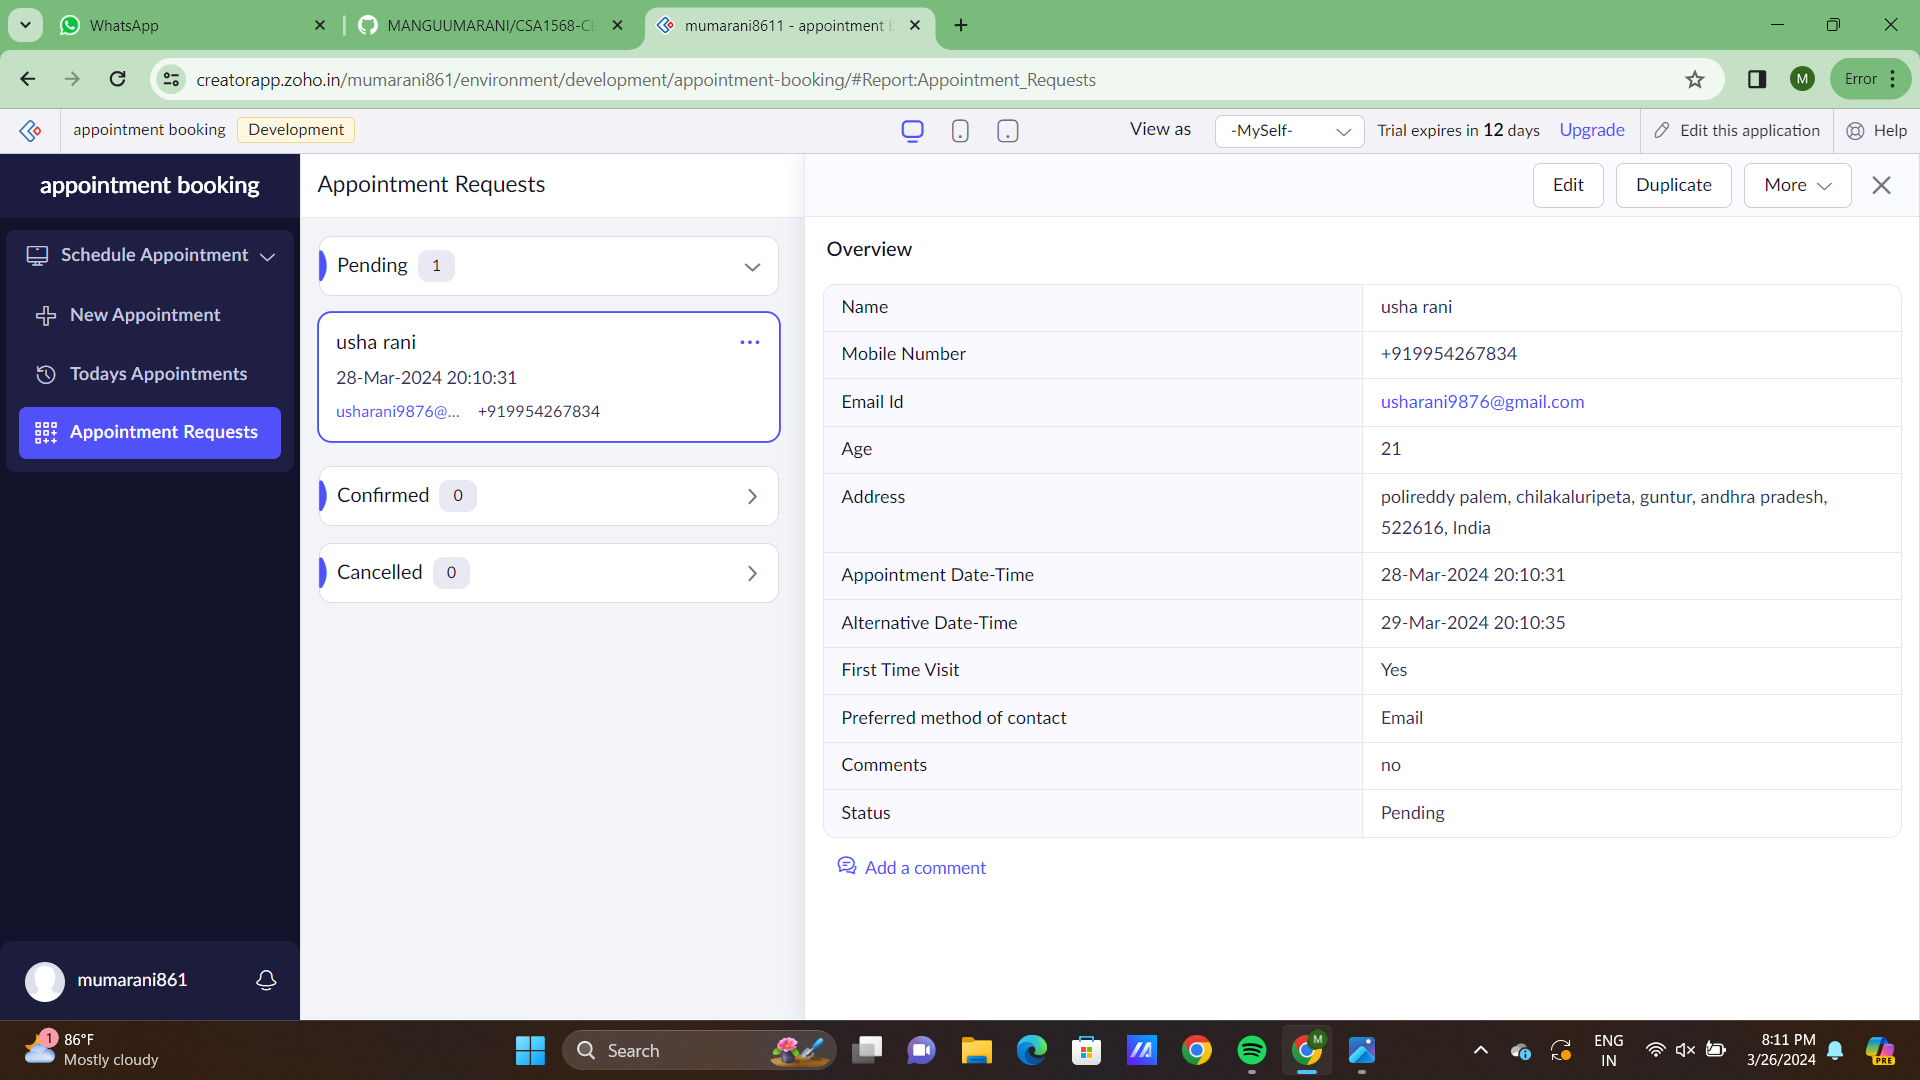 WhatsApp
MANGUUMARANI/CSA1568-CL
mumarani8611 - appointment b
creatorapp.zoho.in/mumarani861/environment/development/appointment-booking/#Report:Appointment_Requests
M
Error
appointment booking
Development
View as
-MySelf-
Trial expires in 12 days
Upgrade
Edit this application
Help
appointment booking
Schedule Appointment
New Appointment
Todays Appointments
Appointment Requests
mumarani861
Appointment Requests
Pending 1
usha rani
28-Mar-2024 20:10:31
usharani9876@... +919954267834
Confirmed 0
Cancelled 0
Edit
Duplicate
More
Overview
Name usha rani
Mobile Number +919954267834
Email Id usharani9876@gmail.com
Age 21
Address polireddy palem, chilakaluripeta, guntur, andhra pradesh,
522616, India
Appointment Date-Time 28-Mar-2024 20:10:31
Alternative Date-Time 29-Mar-2024 20:10:35
First Time Visit Yes
Preferred method of contact Email
Comments no
Status Pending
Add a comment
1
86°F
Mostly cloudy
Search
M
ENG
IN
8:11 PM
3/26/2024
PRE